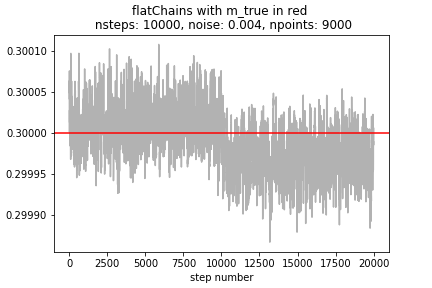 flatChains with m_true in red
nsteps: 10000, noise: 0.004, npoints: 9000
0.30010
0.30005
0.30000
0.29995
0.29990
0 2500 5000 7500 10000 12500 15000 17500 20000
step number